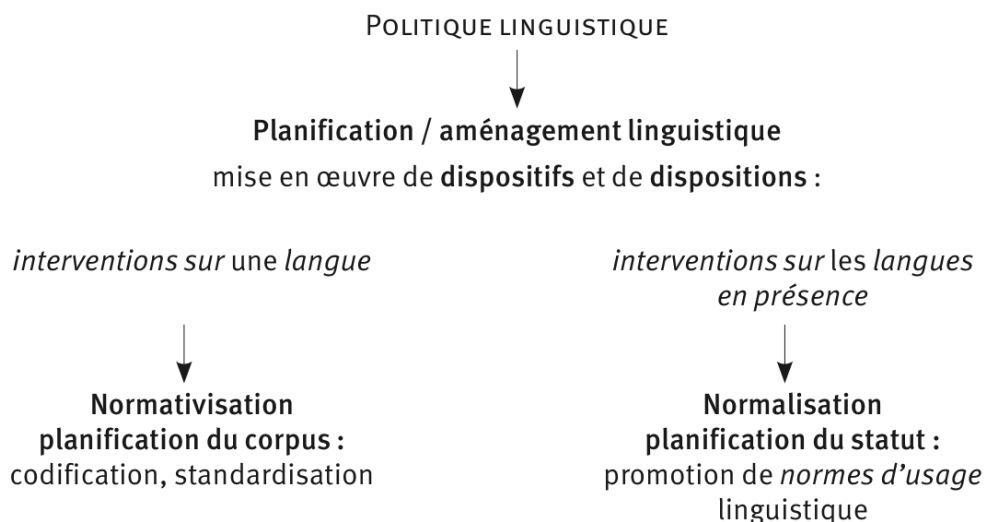 POLITIQUE LINGUISTIQUE
Planification / aménagement linguistique
mise en œuvre de dispositifs et de dispositions :
interventions sur une langue
interventions sur les langues
en présence
Normativisation
planification du corpus :
codification, standardisation
Normalisation
planification du statut :
promotion de normes d’usage
linguistique